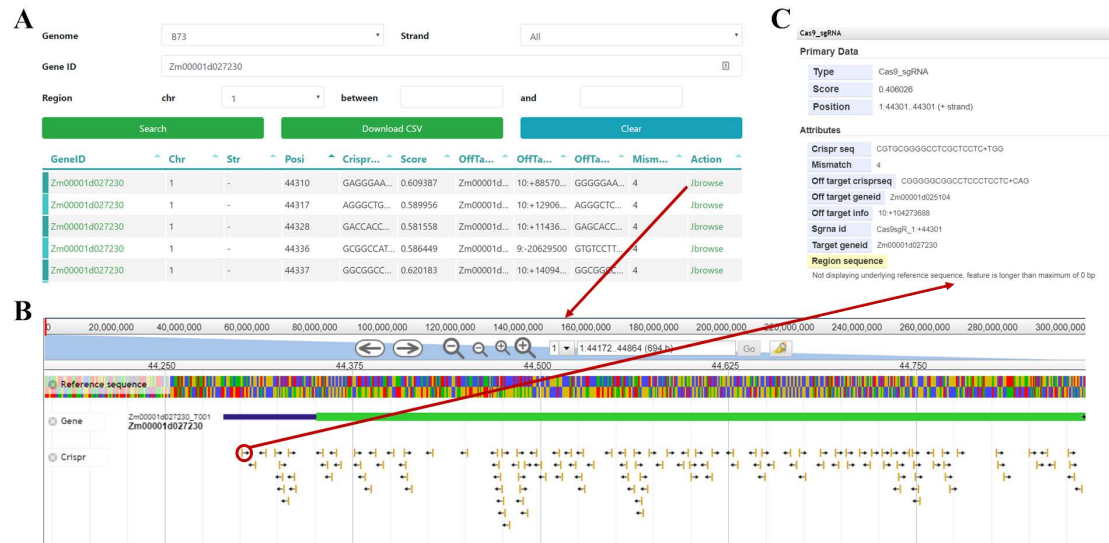 A
Genome B73 Strand All
Gene ID Zm00001d027230
Region chr 1 between and
Search Download CSV Clear
GeneID Chr Str Posi Crispr... Score OffTa... OffTa... OffTa... Mism... Action
Zm00001d027230 1 - 44310 GAGGGAA... 0.609387 Zm00001d... 10:+88570... GGGGGAA... 4 Jbrowse
Zm00001d027230 1 - 44317 AGGGCTG... 0.589956 Zm00001d... 10:+12906... AGGGCTC... 4 Jbrowse
Zm00001d027230 1 - 44328 GACCACC... 0.581558 Zm00001d... 10:+11436... GAGCACC... 4 Jbrowse
Zm00001d027230 1 - 44336 GCGGCCAT... 0.586449 Zm00001d... 9:-20629500 GTGTCCTT... 4 Jbrowse
Zm00001d027230 1 - 44337 GGCGGCC... 0.620183 Zm00001d... 10:+14094... GGCGGCC... 4 Jbrowse
C
Cas9_sgRNA
Primary Data
Type Cas9_sgRNA
Score 0.406026
Position 1:44301..44301 (+ strand)
Attributes
Crispr seq CGTGCGGGGCCTCGCTCCTC+TGG
Mismatch 4
Off target crisprseq CGGGGGCGGCCTCCCTCCTC+CAG
Off target geneid Zm00001d025104
Off target info 10:+104273688
Sgrna id Cas9sgR_1:+44301
Target geneid Zm00001d027230
Region sequence
Not displaying underlying reference sequence, feature is longer than maximum of 0 bp
B
0 20,000,000 40,000,000 60,000,000 80,000,000 100,000,000 120,000,000 140,000,000 160,000,000 180,000,000 200,000,000 220,000,000 240,000,000 260,000,000 280,000,000 300,000,000
1 1:44172..44864 (694 b) Go
44,250 44,375 44,500 44,625 44,750
Reference sequence
Gene Zm00001d027230_T001
Zm00001d027230
Crispr